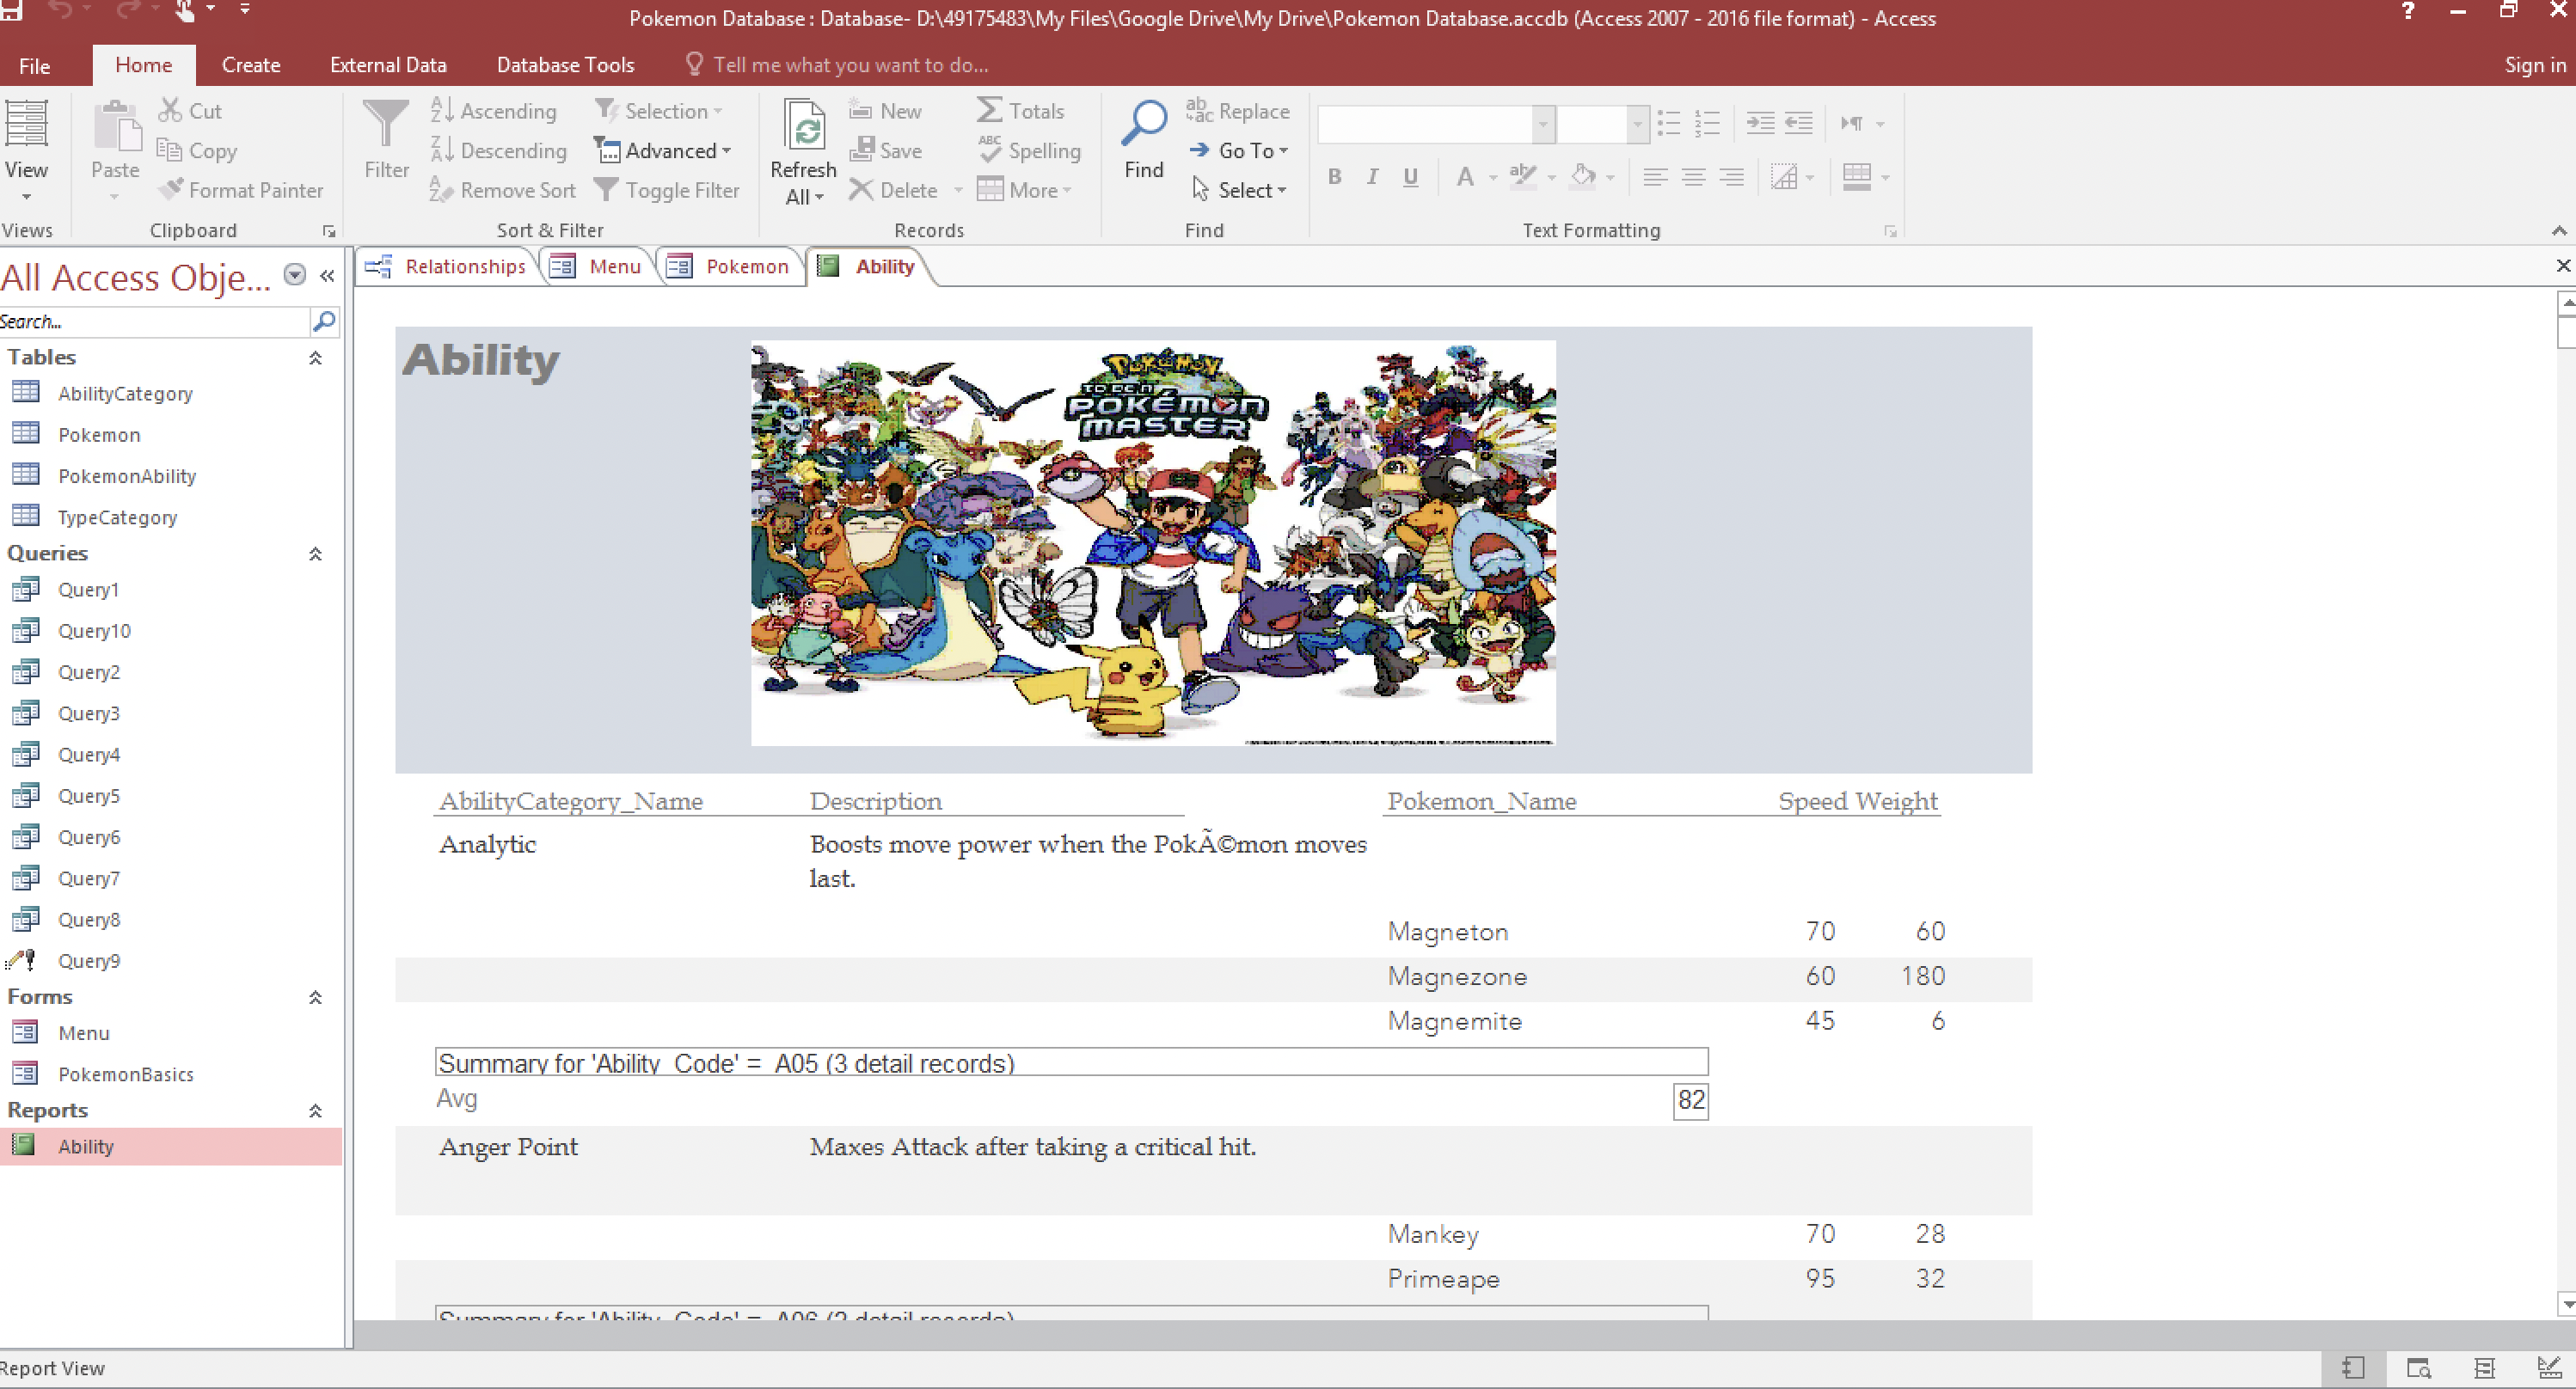 Pokemon Database : Database- D:\49175483\My Files\Google Drive\My Drive\Pokemon Database.accdb (Access 2007 - 2016 file format) - Access
File Home Create External Data Database Tools Tell me what you want to do... Sign in
View
Views
Paste
Cut
Copy
Format Painter
Clipboard
Filter
Ascending
Descending
Remove Sort
Selection
Advanced
Toggle Filter
Sort & Filter
Refresh
All
New
Save
Delete
Totals
Spelling
More
Records
Find
Replace
Go To
Select
Find
B I U A
Text Formatting
All Access Obje...
Search...
Tables
AbilityCategory
Pokemon
PokemonAbility
TypeCategory
Queries
Query1
Query10
Query2
Query3
Query4
Query5
Query6
Query7
Query8
Query9
Forms
Menu
PokemonBasics
Reports
Ability
Relationships Menu Pokemon Ability
Ability
Pokémon
TO BE A
POKÉMON
MASTER
AbilityCategory_Name Description Pokemon_Name Speed Weight
Analytic Boosts move power when the PokÃ©mon moves
last.
Magneton 70 60
Magnezone 60 180
Magnemite 45 6
Summary for 'Ability_Code' = A05 (3 detail records)
Avg 82
Anger Point Maxes Attack after taking a critical hit.
Mankey 70 28
Primeape 95 32
Summary for 'Ability_Code' = A06 (2 detail records)
Report View